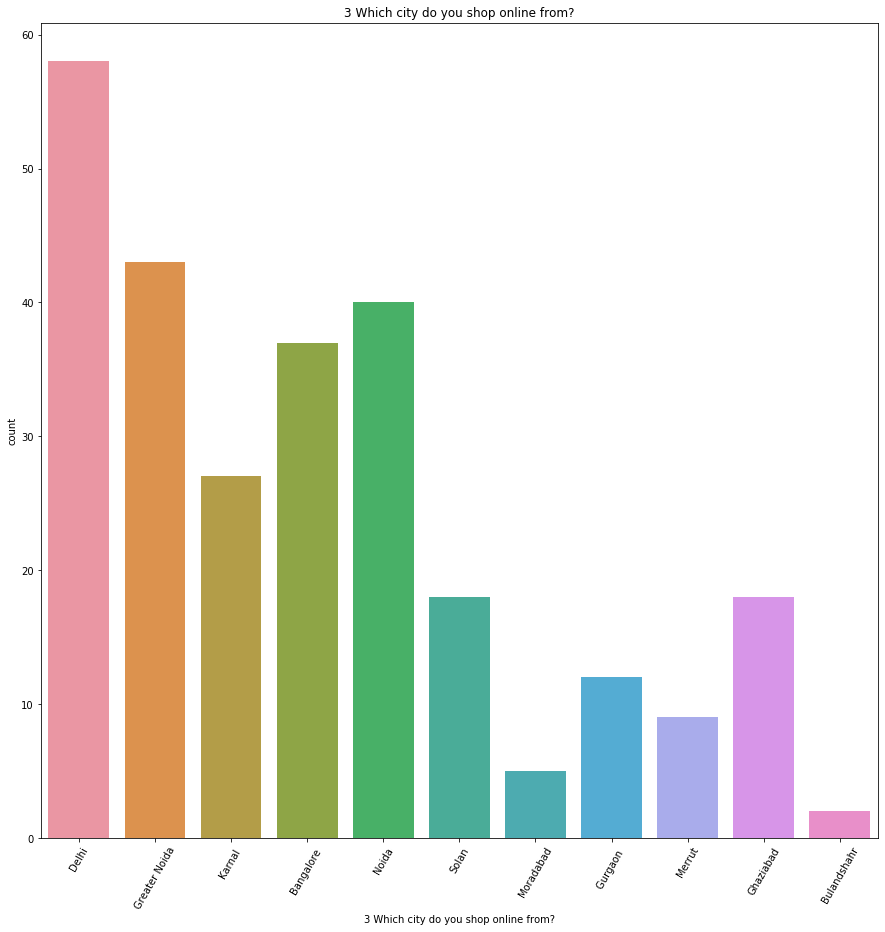 3 Which city do you shop online from?
60
50
40
30
20
10
0
count
Delhi
Greater Noida
Karnal
Bangalore
Noida
Solan
Moradabad
Gurgaon
Merrut
Ghaziabad
Bulandshahr
3 Which city do you shop online from?